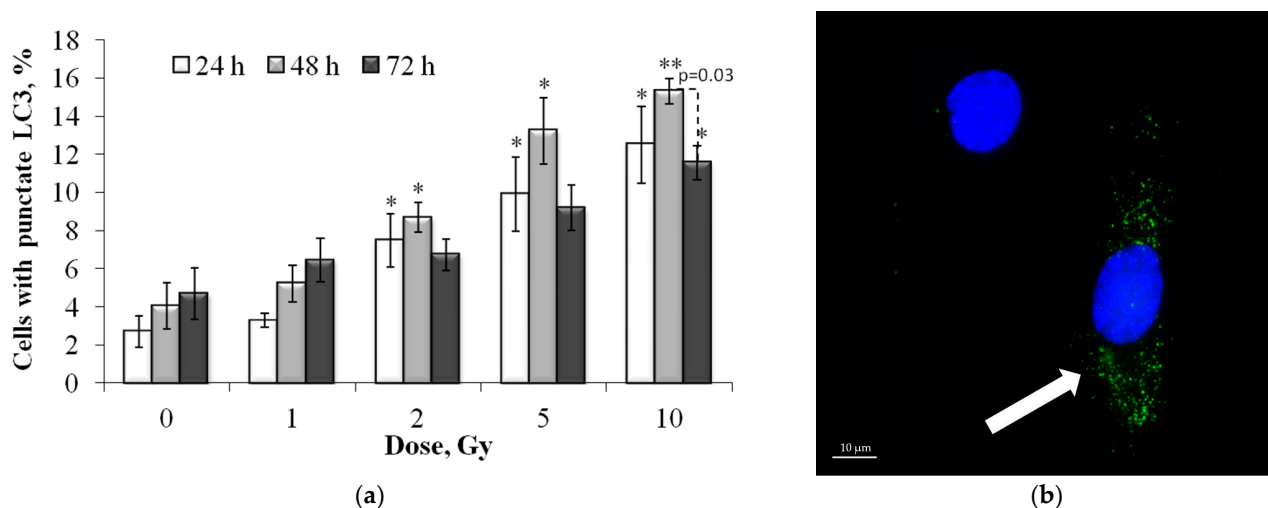 18
16
14
12
10
8
6
4
2
0
Cells with punctate LC3, %
24 h 48 h 72 h
* * * * * ** p=0.03 *
0 1 2 5 10
Dose, Gy
(a)
10 µm
(b)